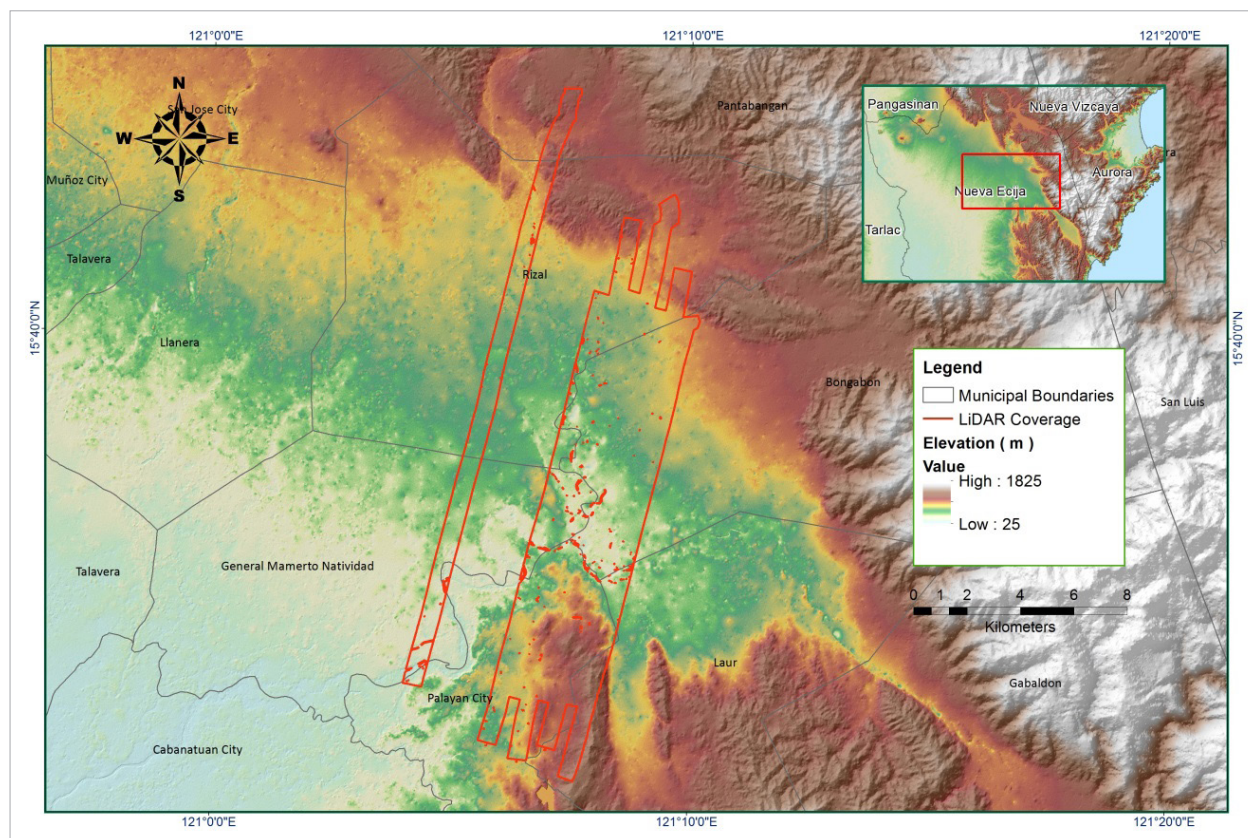 121°0'0"E
121°10'0"E
121°20'0"E
N
W
E
S
San Jose City
Pantabangan
Muñoz City
Talavera
Rizal
15°40'0"N
15°40'0"N
Llanera
Bongabon
San Luis
Talavera
General Mamerto Natividad
Laur
Gabaldon
Palayan City
Cabanatuan City
Pangasinan
Nueva Vizcaya
Aurora
Nueva Ecija
Tarlac
Legend
Municipal Boundaries
LiDAR Coverage
Elevation ( m )
Value
High : 1825
Low : 25
0 1 2 4 6 8
Kilometers
121°0'0"E
121°10'0"E
121°20'0"E